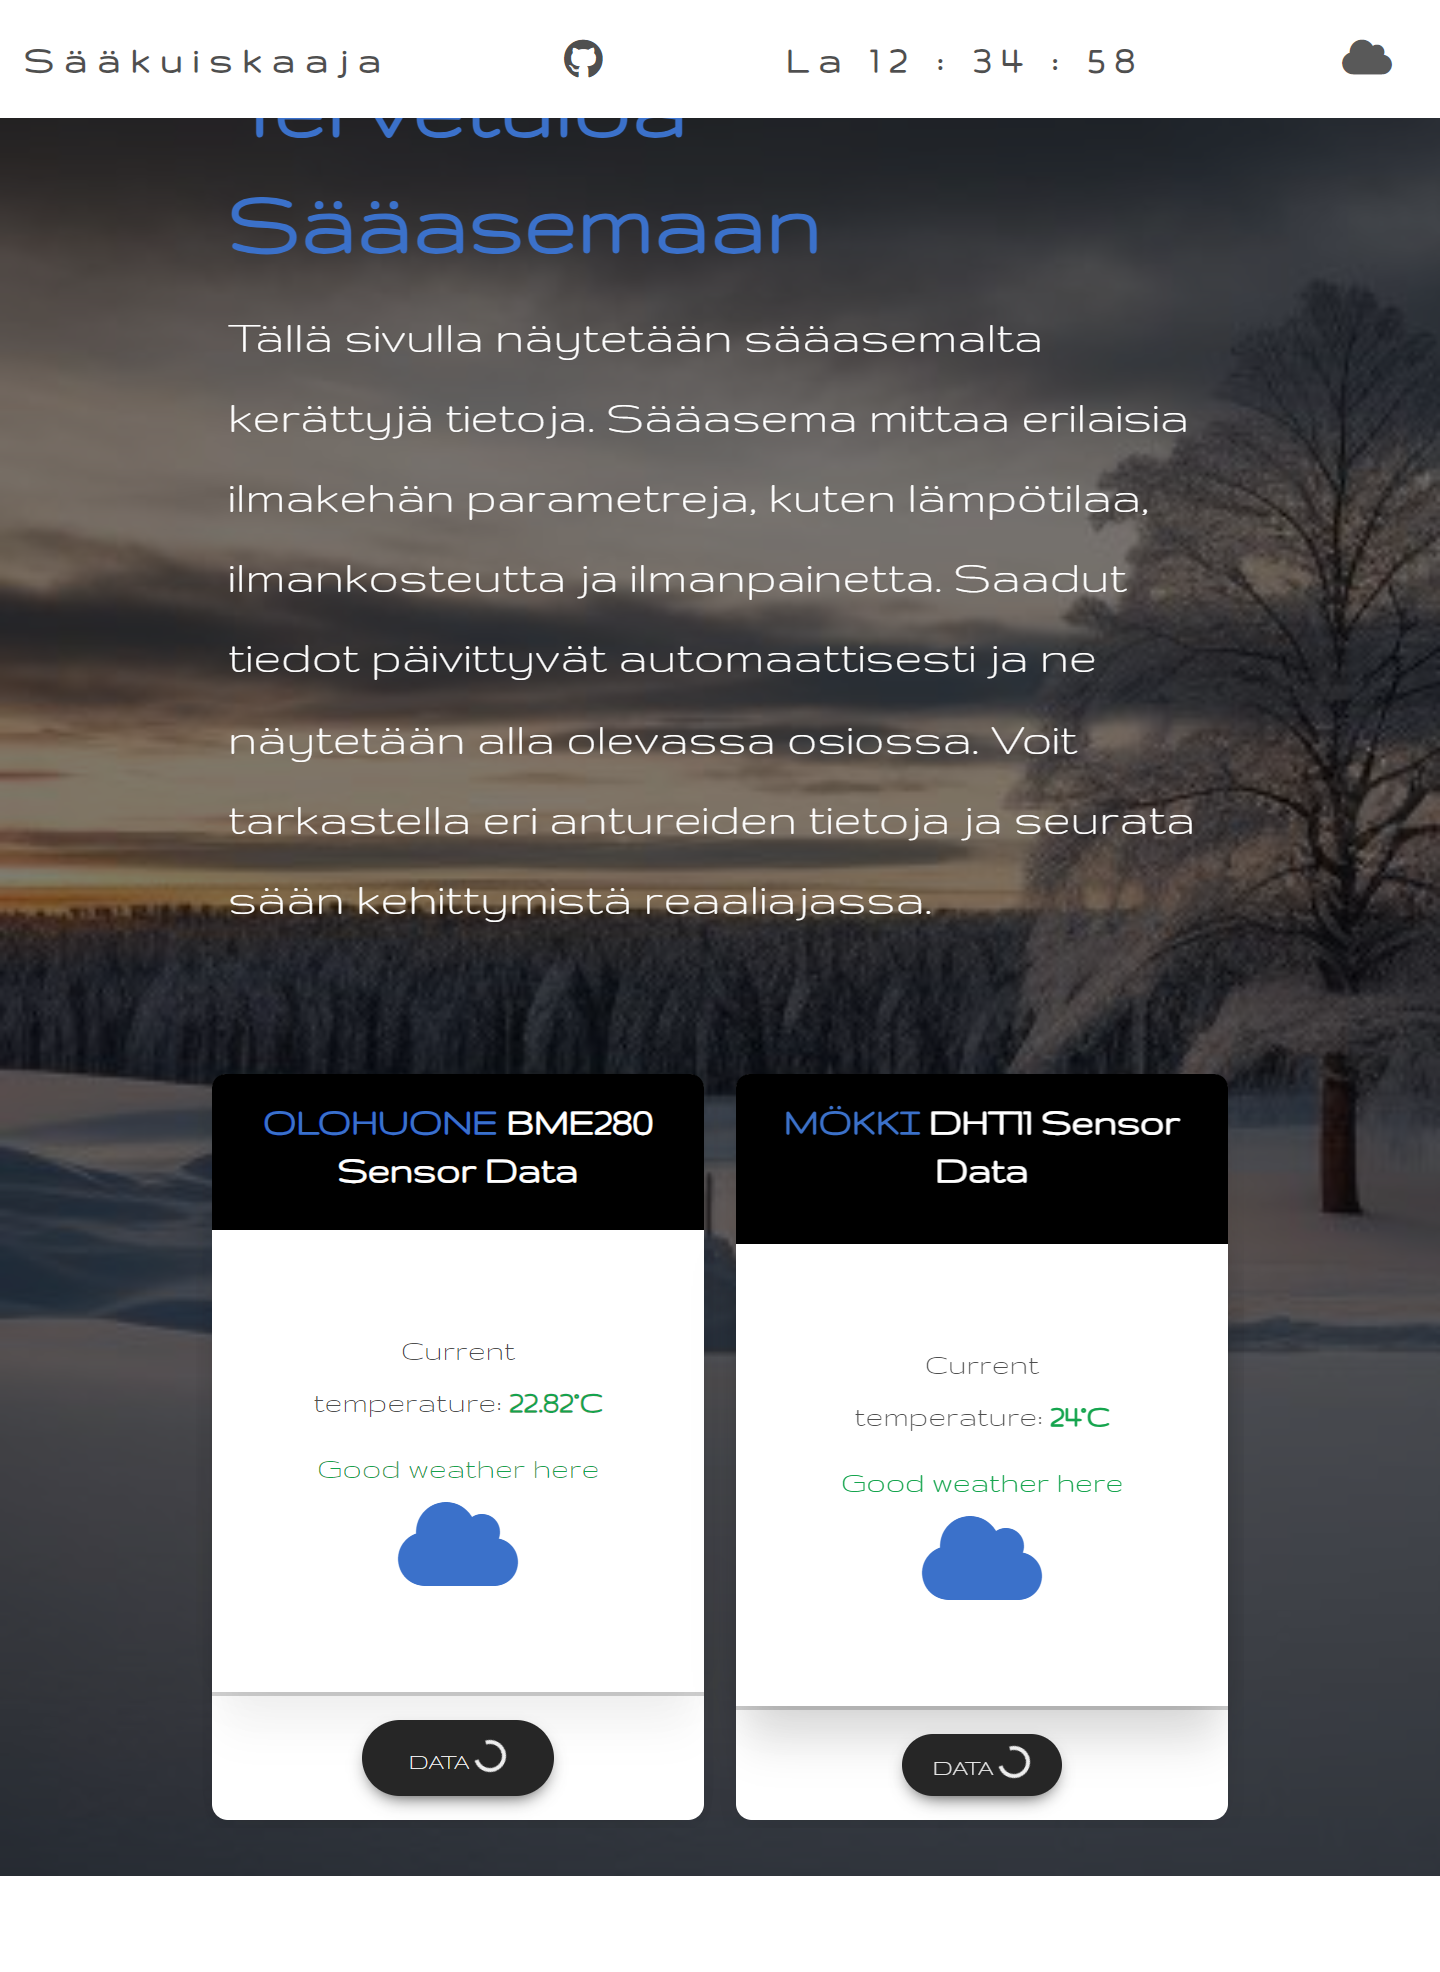 Sääkuiskaaja
La 12 : 34 : 58
Tervetuloa
Sääasemaan
Tällä sivulla näytetään sääasemalta
kerättyjä tietoja. Sääasema mittaa erilaisia
ilmakehän parametreja, kuten lämpötilaa,
ilmankosteutta ja ilmanpainetta. Saadut
tiedot päivittyvät automaattisesti ja ne
näytetään alla olevassa osiossa. Voit
tarkastella eri antureiden tietoja ja seurata
sään kehittymistä reaaliajassa.
OLOHUONE BME280
Sensor Data
Current
temperature: 22.82°C
Good weather here
DATA
MÖKKI DHT11 Sensor
Data
Current
temperature: 24°C
Good weather here
DATA